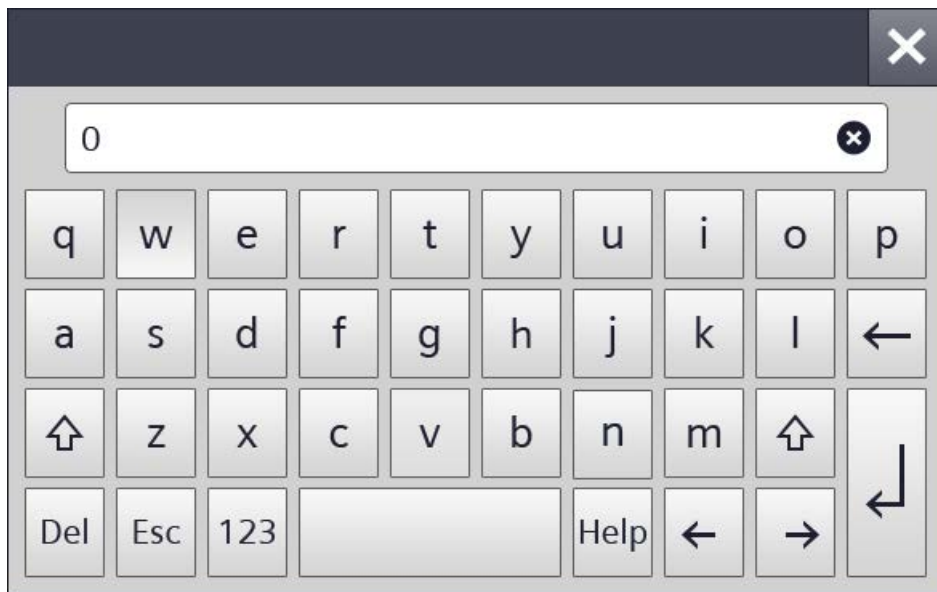 0
q w e r t y u i o p
a s d f g h j k l ←
z x c v b n m
Del Esc 123 Help ← →